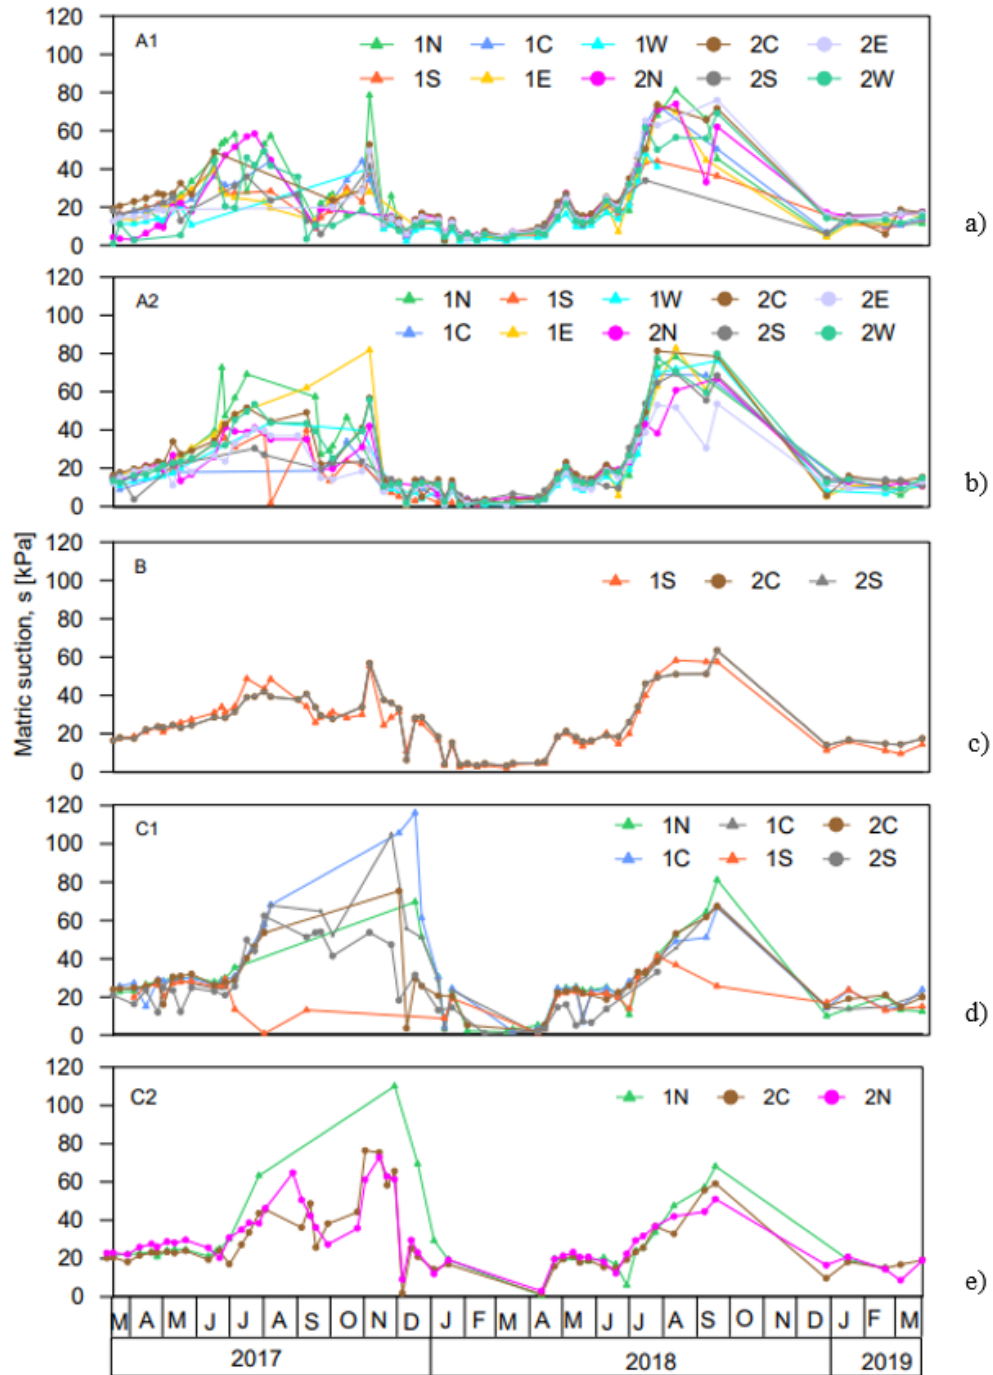 120
100
80
60
40
20
0
A1
1N 1C 1W 2C 2E
1S 1E 2N 2S 2W
a)
120
100
80
60
40
20
0
A2
1N 1S 1W 2C 2E
1C 1E 2N 2S 2W
b)
Matric suction, s [kPa]
120
100
80
60
40
20
0
B
1S 2C 2S
c)
120
100
80
60
40
20
0
C1
1N 1C 2C
1C 1S 2S
d)
120
100
80
60
40
20
0
C2
1N 2C 2N
e)
M A M J J A S O N D J F M A M J J A S O N D J F M
2017 2018 2019